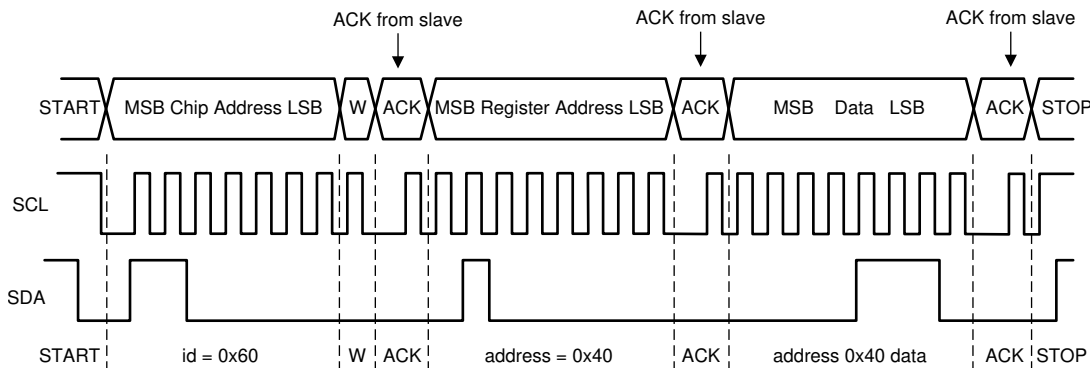 ACK from slave ACK from slave ACK from slave
START MSB Chip Address LSB W ACK MSB Register Address LSB ACK MSB Data LSB ACK STOP
SCL
SDA
START id = 0x60 W ACK address = 0x40 ACK address 0x40 data ACK STOP